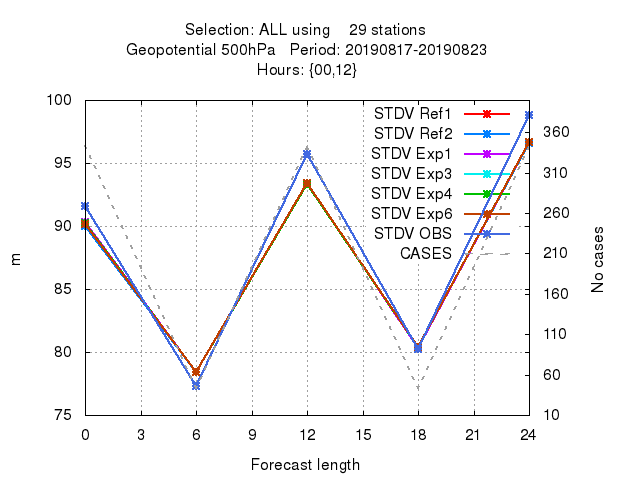 Selection: ALL using 29 stations
Geopotential 500hPa Period: 20190817-20190823
Hours: {00,12}
STDV Ref1
STDV Ref2
STDV Exp1
STDV Exp3
STDV Exp4
STDV Exp6
STDV OBS
CASES
100
95
90
85
80
75
m
360
310
260
210
160
110
60
10
No cases
0 3 6 9 12 15 18 21 24
Forecast length